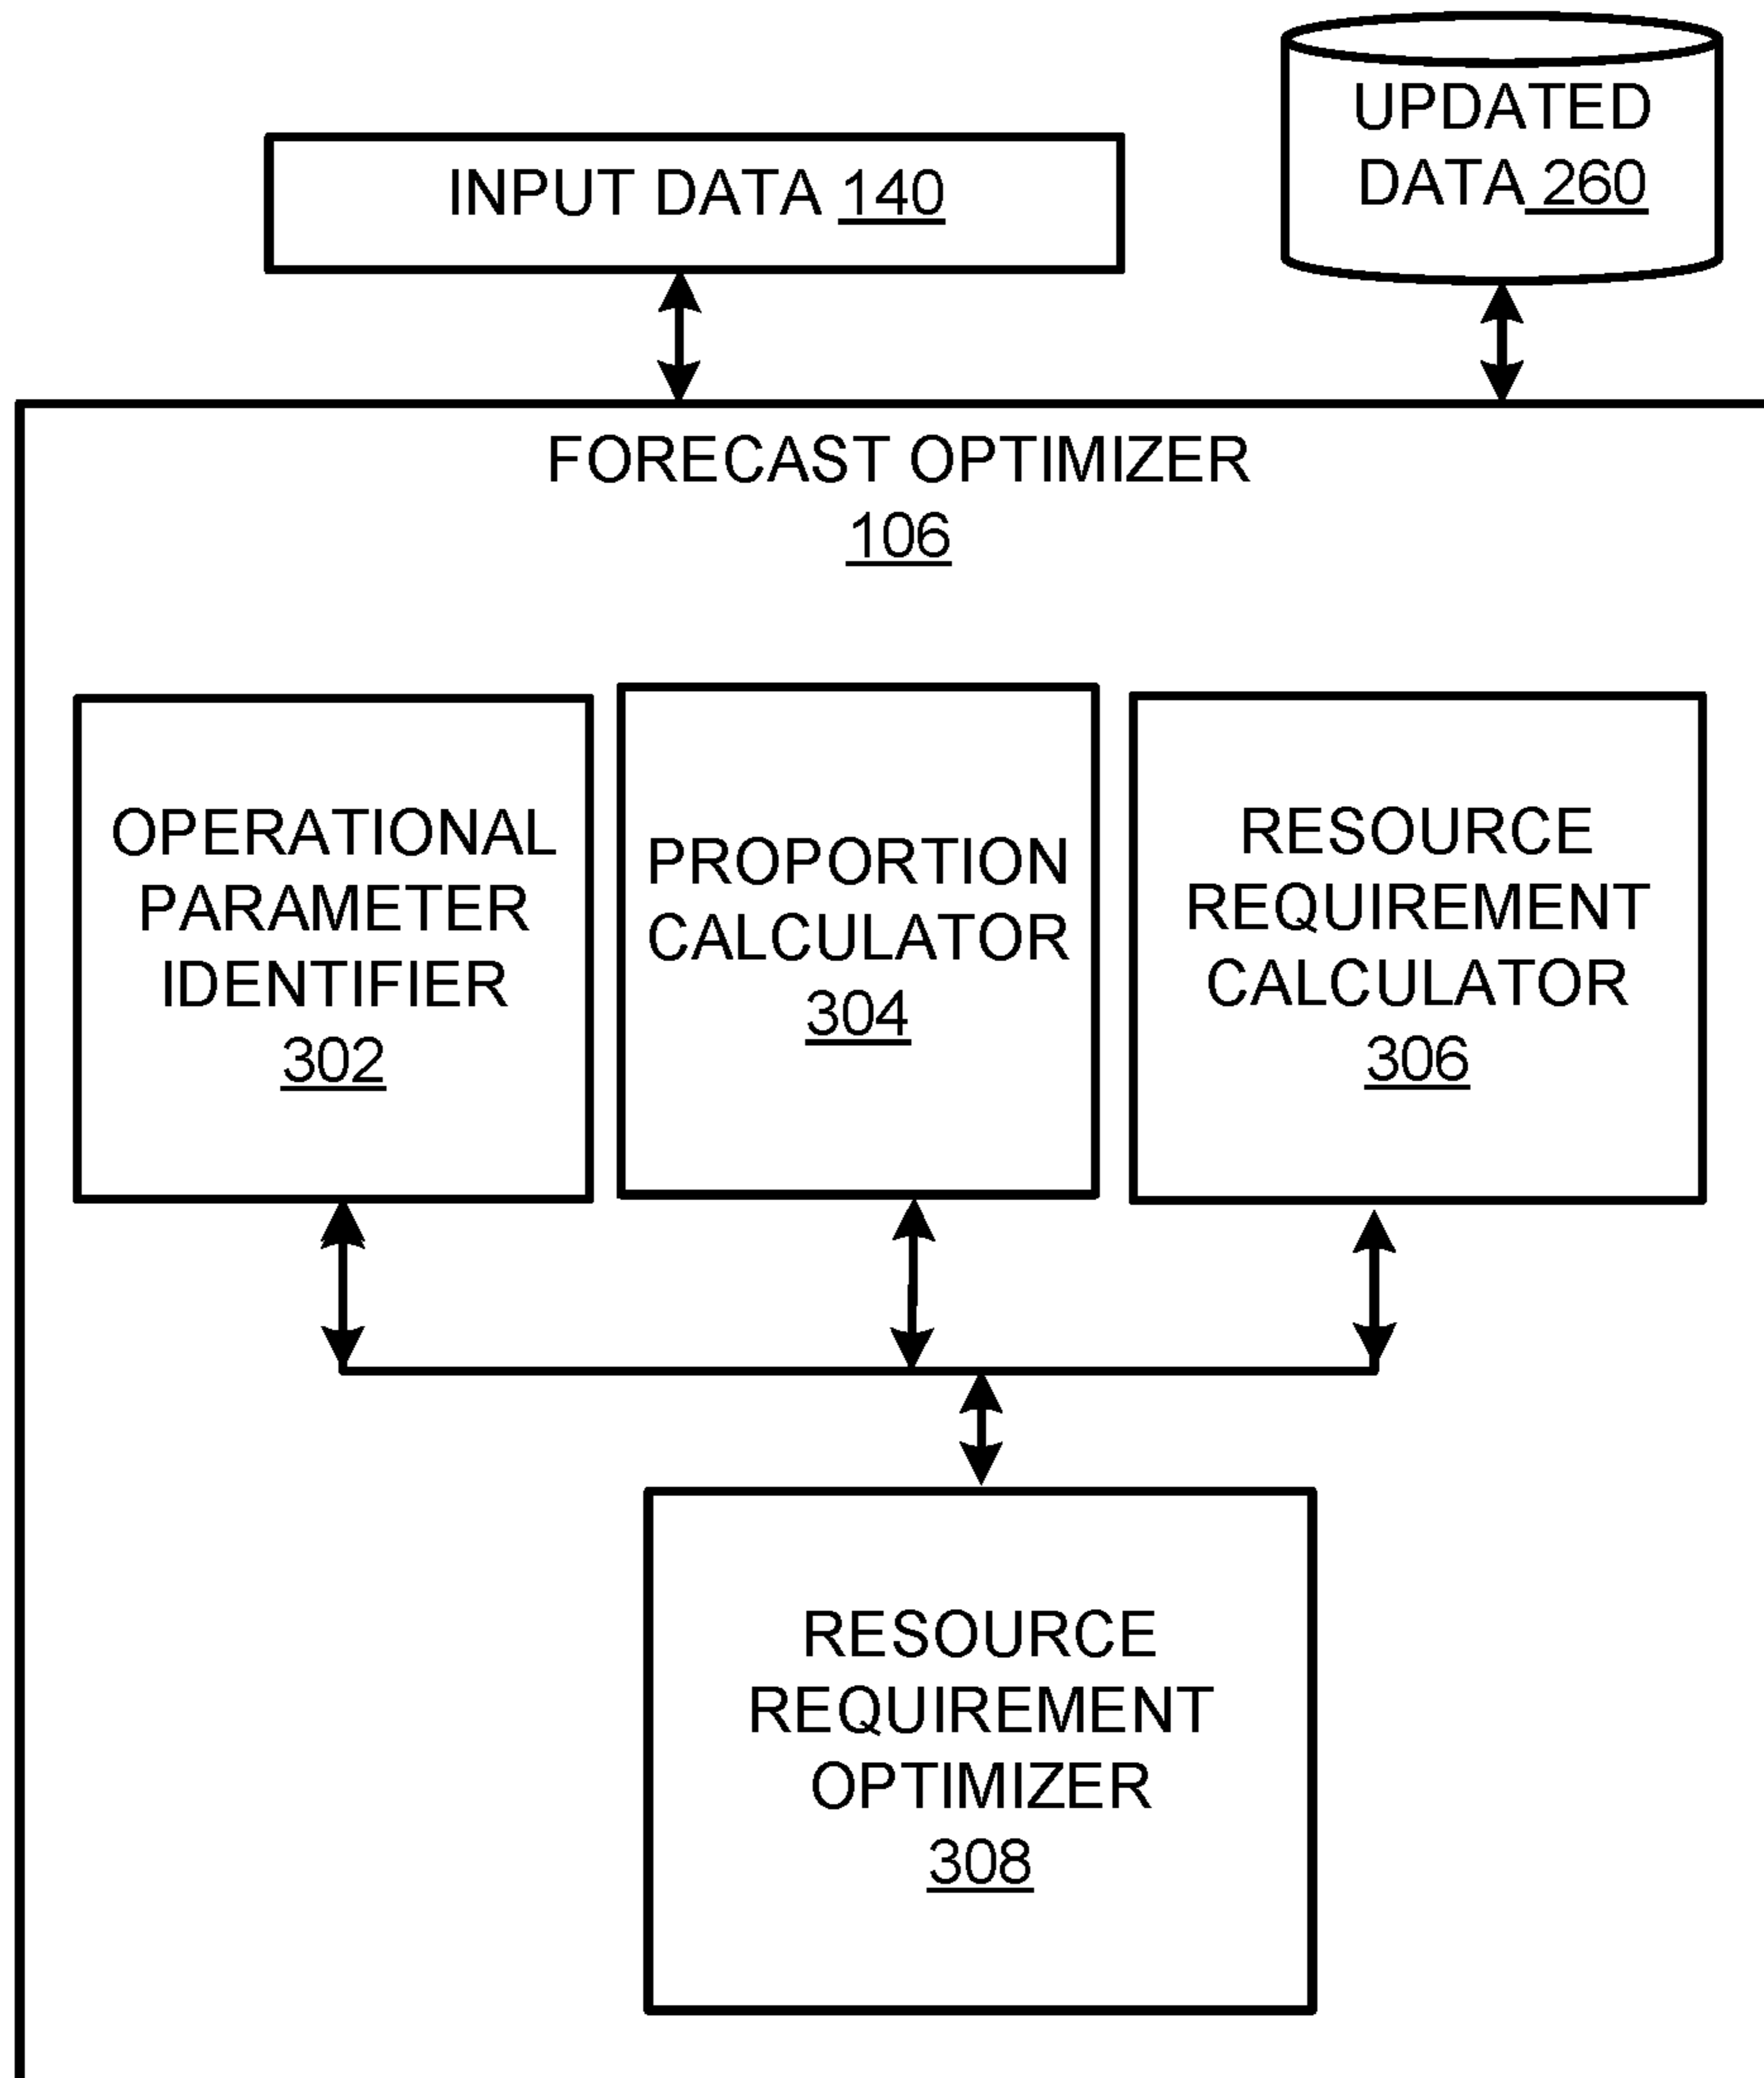 UPDATED
DATA 260
INPUT DATA 140
FORECAST OPTIMIZER
106
OPERATIONAL
PARAMETER
IDENTIFIER
302
PROPORTION
CALCULATOR
304
RESOURCE
REQUIREMENT
CALCULATOR
306
RESOURCE
REQUIREMENT
OPTIMIZER
308